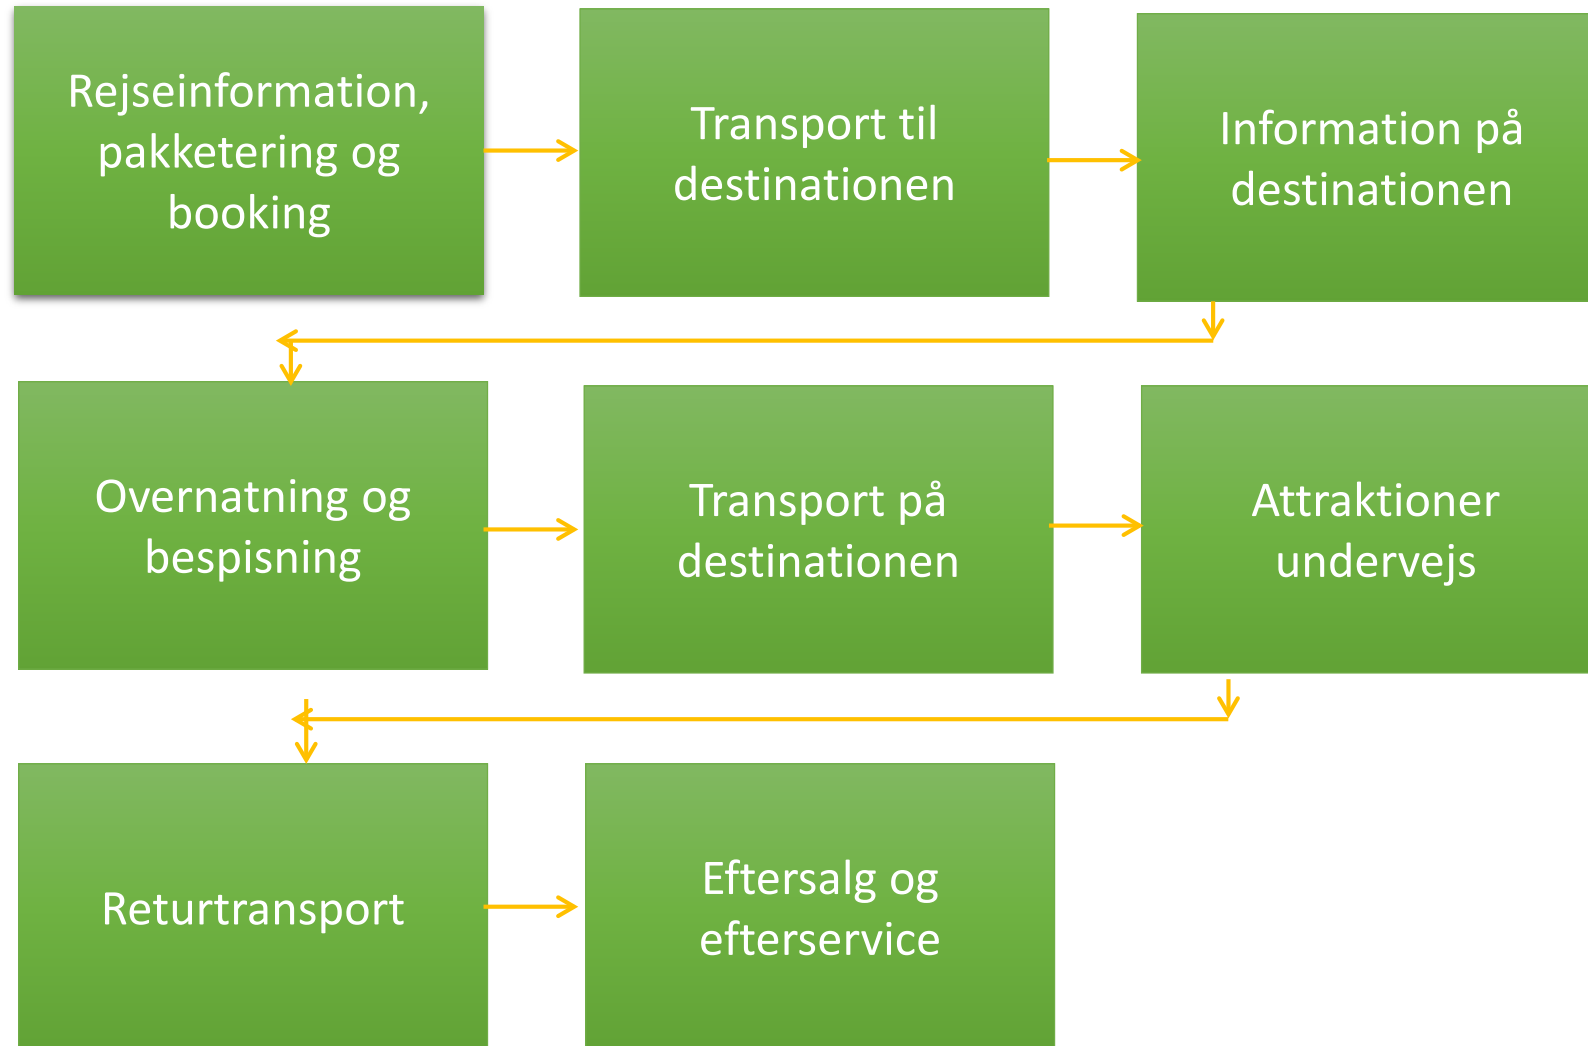 Rejseinformation,
pakketering og
booking
Transport til
destinationen
Information på
destinationen
Overnatning og
bespisning
Transport på
destinationen
Attraktioner
undervejs
Returtransport
Eftersalg og
efterservice